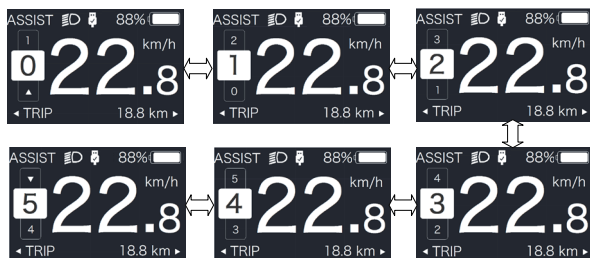 ASSIST 88%
1
0
▲
22.8 km/h
◂ TRIP 18.8 km ▸
ASSIST 88%
2
1
0
22.8 km/h
◂ TRIP 18.8 km ▸
ASSIST 88%
3
2
1
22.8 km/h
◂ TRIP 18.8 km ▸
ASSIST 88%
▼
5
4
22.8 km/h
◂ TRIP 18.8 km ▸
ASSIST 88%
5
4
3
22.8 km/h
◂ TRIP 18.8 km ▸
ASSIST 88%
4
3
2
22.8 km/h
◂ TRIP 18.8 km ▸